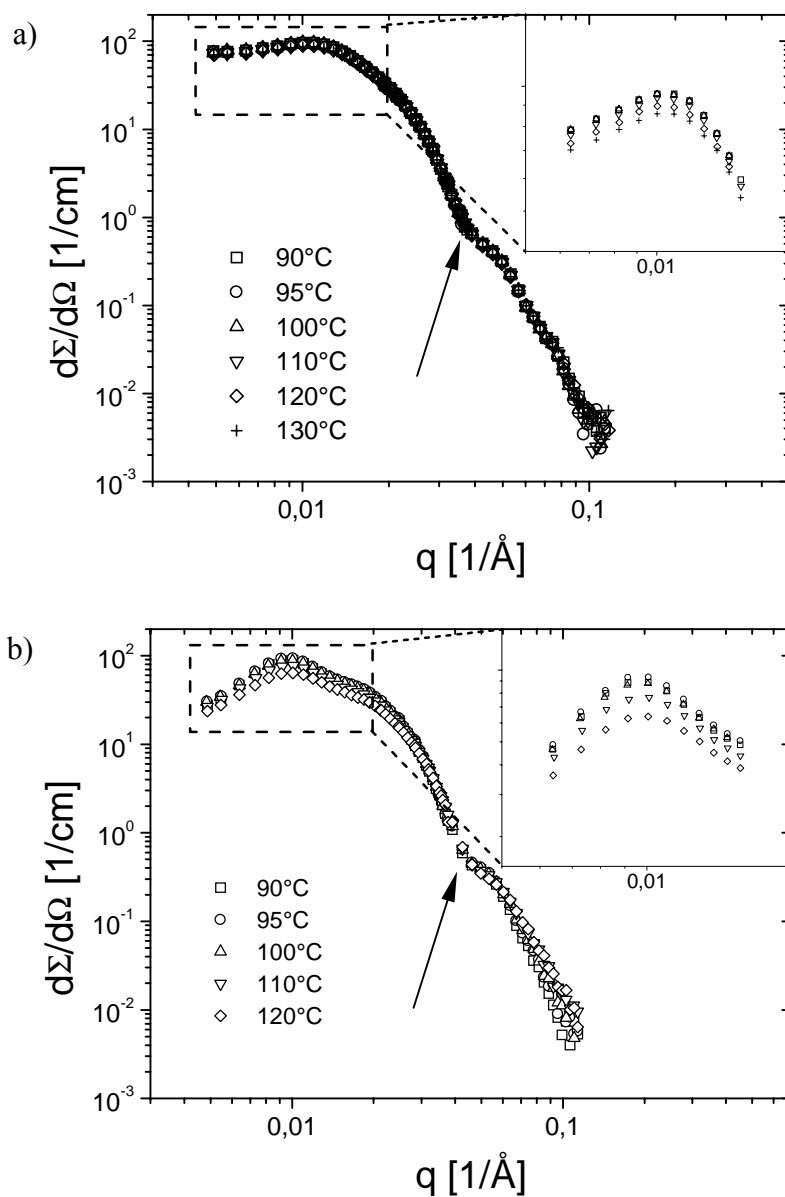 a)
dΣ/dΩ [1/cm]
10²
10¹
10⁰
10⁻¹
10⁻²
10⁻³
90°C
95°C
100°C
110°C
120°C
130°C
0,01
0,01
0,1
q [1/Å]
b)
dΣ/dΩ [1/cm]
10²
10¹
10⁰
10⁻¹
10⁻²
10⁻³
90°C
95°C
100°C
110°C
120°C
0,01
0,01
0,1
q [1/Å]